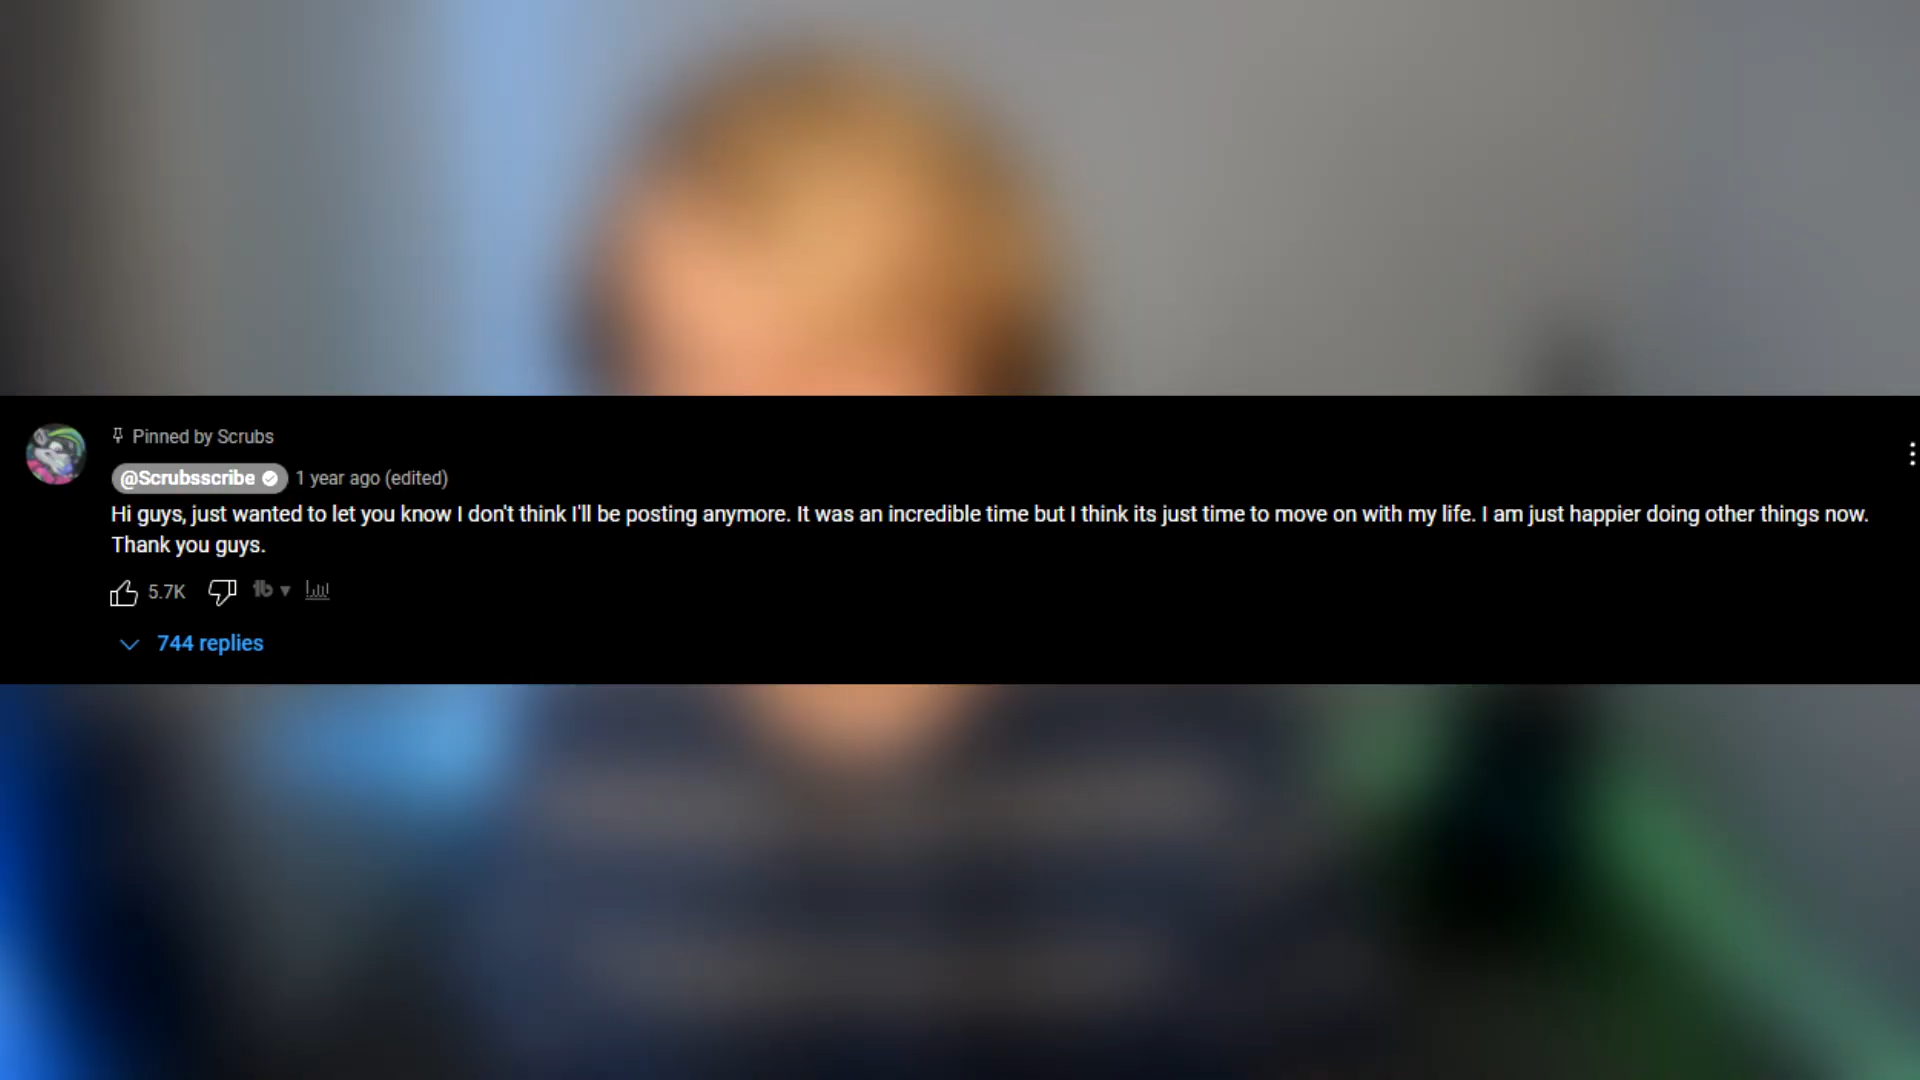 Pinned by Scrubs
@Scrubsscribe 1 year ago (edited)
Hi guys, just wanted to let you know I don't think I'll be posting anymore. It was an incredible time but I think its just time to move on with my life. I am just happier doing other things now.
Thank you guys.
5.7K
744 replies